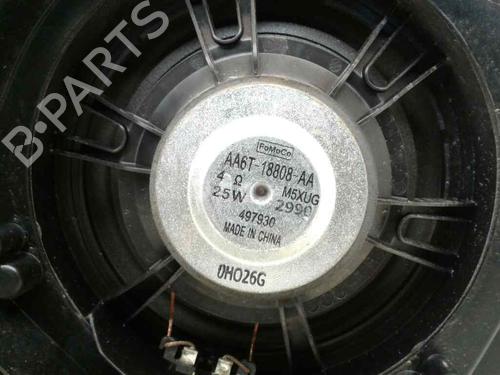 FoMoCo
AA6T-18808-AA
4 Ω M5XUG
25W 2990
497930
MADE IN CHINA
0H026G
B-PARTS